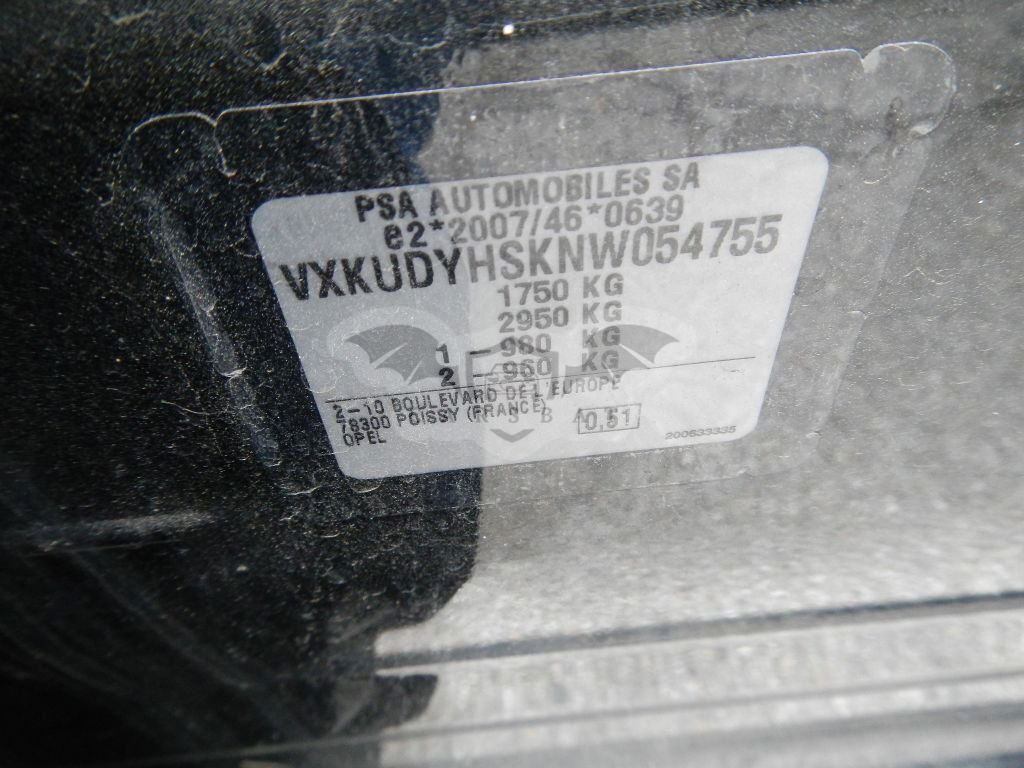 PSA AUTOMOBILES SA
e2*2007/46*0639
VXKUDYHSKNW054755
1750 KG
2950 KG
1 – 980 KG
2 – 960 KG
2–10 BOULEVARD DE L'EUROPE
78300 POISSY (FRANCE)
OPEL
0,51
200633335